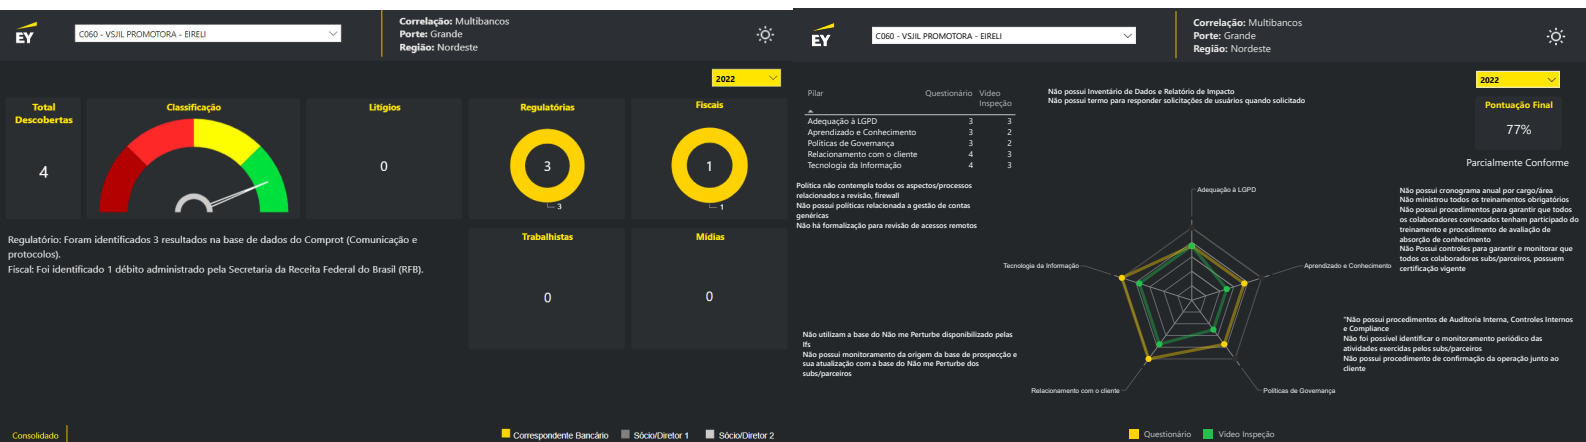 EY
C060 - VSJIL PROMOTORA - EIRELI
Correlação: Multibancos
Porte: Grande
Região: Nordeste
2022
Total
Descobertas
4
Classificação
Litígios
0
Regulatórias
3
3
Fiscais
1
1
Regulatório: Foram identificados 3 resultados na base de dados do Comprot (Comunicação e
protocolos).
Fiscal: Foi identificado 1 débito administrado pela Secretaria da Receita Federal do Brasil (RFB).
Trabalhistas
0
Mídias
0
Consolidado
Correspondente Bancário
Sócio/Diretor 1
Sócio/Diretor 2
EY
C060 - VSJIL PROMOTORA - EIRELI
Correlação: Multibancos
Porte: Grande
Região: Nordeste
2022
Pontuação Final
77%
Parcialmente Conforme
Pilar Questionário Video Inspeção
Adequação à LGPD 3 3
Aprendizado e Conhecimento 3 2
Políticas de Governança 3 2
Relacionamento com o cliente 4 3
Tecnologia da Informação 4 3
Não possui Inventário de Dados e Relatório de Impacto
Não possui termo para responder solicitações de usuários quando solicitado
Política não contempla todos os aspectos/processos
relacionados a revisão, firewall
Não possui políticas relacionada a gestão de contas
genéricas
Não há formalização para revisão de acessos remotos
Adequação à LGPD
Tecnologia da Informação
Aprendizado e Conhecimento
Relacionamento com o cliente
Políticas de Governança
Não possui cronograma anual por cargo/área
Não ministrou todos os treinamentos obrigatórios
Não possui procedimentos para garantir que todos
os colaboradores convocados tenham participado do
treinamento e procedimento de avaliação de
absorção de conhecimento
Não Possui controles para garantir e monitorar que
todos os colaboradores subs/parceiros, possuem
certificação vigente
Não utilizam a base do Não me Perturbe disponibilizado pelas
Ifs
Não possui monitoramento da origem da base de prospecção e
sua atualização com a base do Não me Perturbe dos
subs/parceiros
"Não possui procedimentos de Auditoria Interna, Controles Internos
e Compliance
Não foi possível identificar o monitoramento periódico das
atividades exercidas pelos subs/parceiros
Não possui procedimento de confirmação da operação junto ao
cliente
Questionário
Vídeo Inspeção